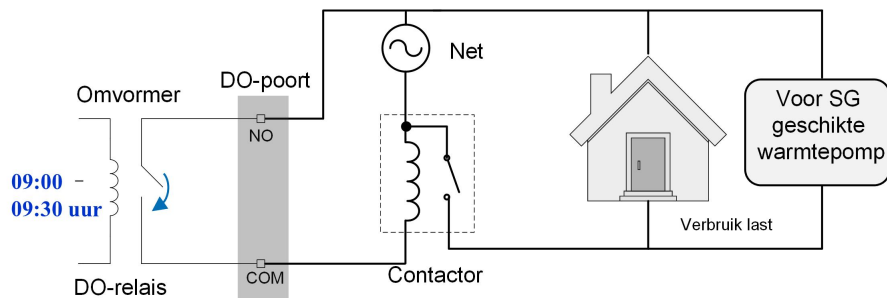 Net
DO-poort
Omvormer
NO
Voor SG
geschikte
warmtepomp
09:00 –
09:30 uur
Verbruik last
COM
Contactor
DO-relais